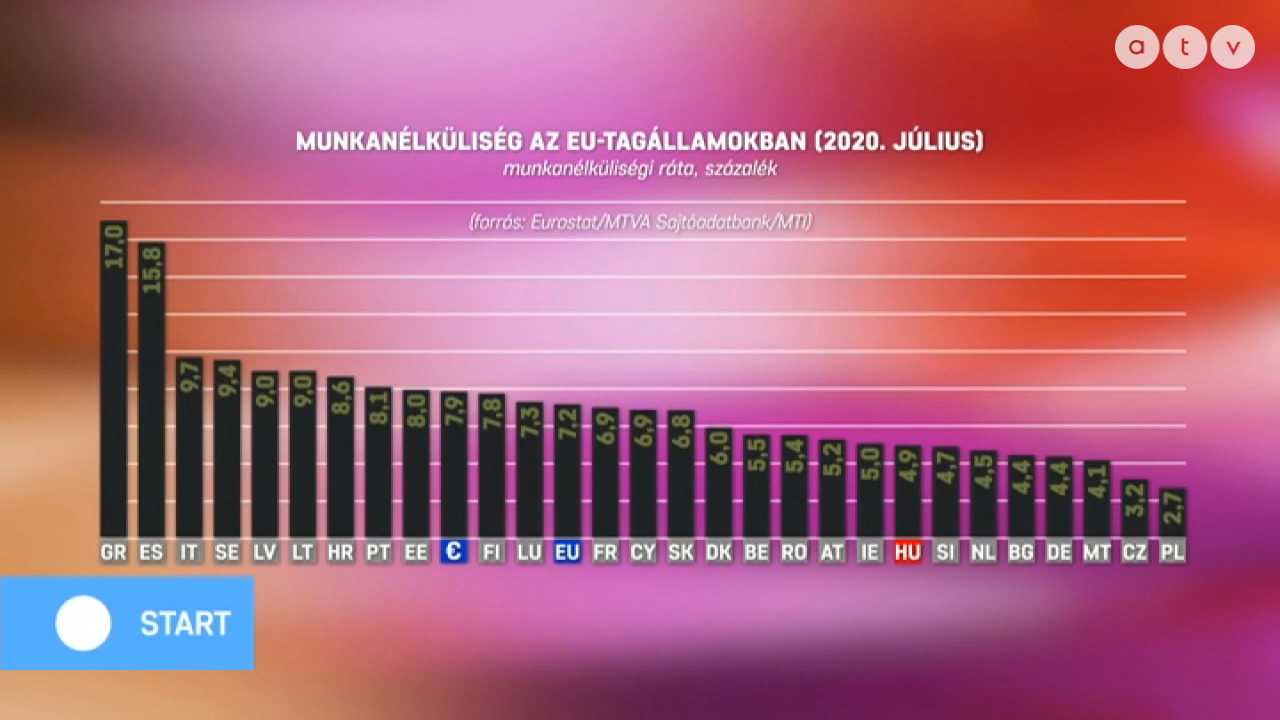 atv
MUNKANÉLKÜLISÉG AZ EU-TAGÁLLAMOKBAN (2020. JÚLIUS)
munkanélküliségi ráta, százalék
(forrás: Eurostat/MTVA Sajtóadatbank/MTI)
17,0 15,8 9,7 9,4 9,0 9,0 8,6 8,1 8,0 7,9 7,8 7,3 7,2 6,9 6,9 6,8 6,0 5,5 5,4 5,2 5,0 4,9 4,7 4,5 4,4 4,4 4,1 3,2 2,7
GR ES IT SE LV LT HR PT EE € FI LU EU FR CY SK DK BE RO AT IE HU SI NL BG DE MT CZ PL
START